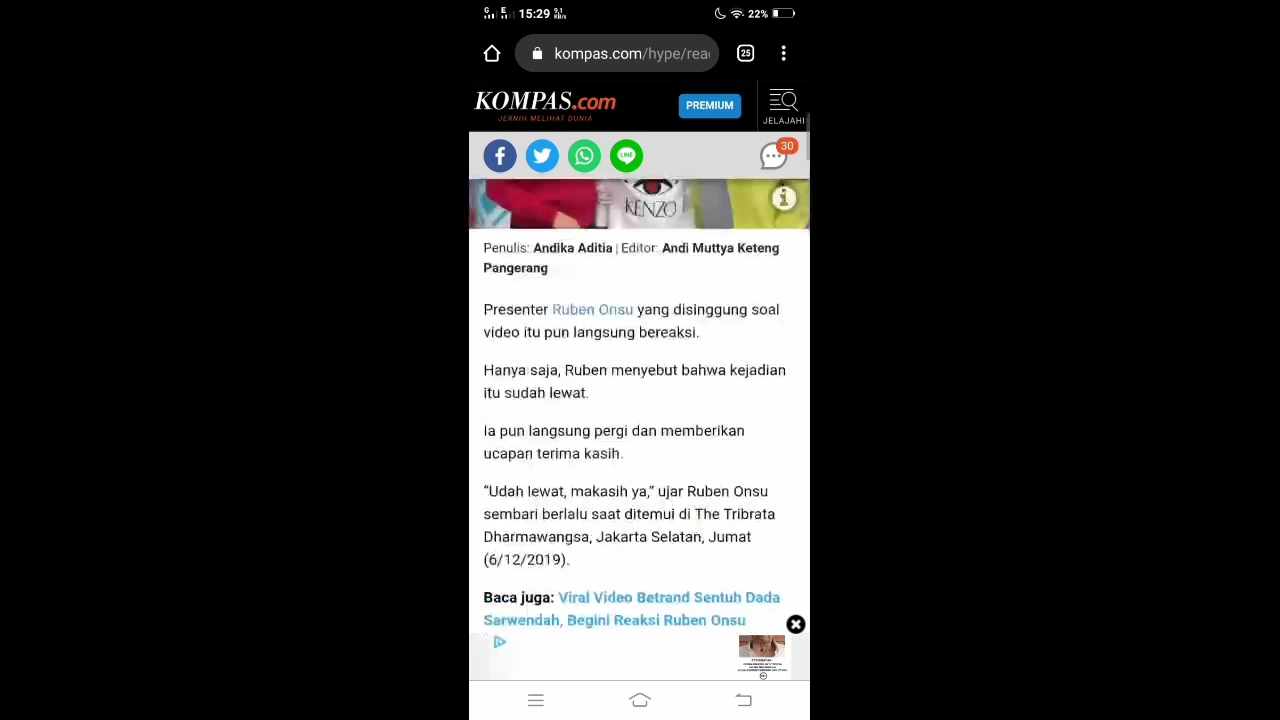 G E 15:29 9,1 KB/s 22%
kompas.com/hype/rea
25
KOMPAS.com
JERNIH MELIHAT DUNIA
PREMIUM
JELAJAHI
LINE
30
KENZO
Penulis: Andika Aditia | Editor: Andi Muttya Keteng
Pangerang
Presenter Ruben Onsu yang disinggung soal
video itu pun langsung bereaksi.
Hanya saja, Ruben menyebut bahwa kejadian
itu sudah lewat.
Ia pun langsung pergi dan memberikan
ucapan terima kasih.
“Udah lewat, makasih ya,” ujar Ruben Onsu
sembari berlalu saat ditemui di The Tribrata
Dharmawangsa, Jakarta Selatan, Jumat
(6/12/2019).
Baca juga: Viral Video Betrand Sentuh Dada
Sarwendah, Begini Reaksi Ruben Onsu